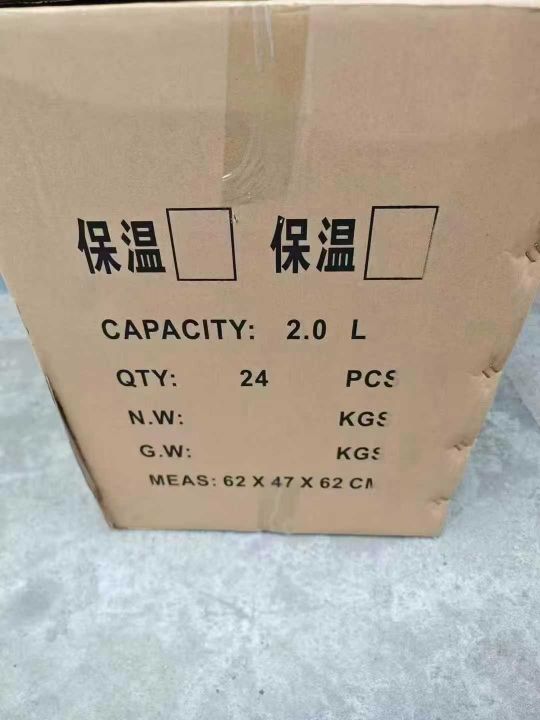 保温 保温
CAPACITY: 2.0 L
QTY: 24 PCS
N.W: KGS
G.W: KGS
MEAS: 62 X 47 X 62 CM